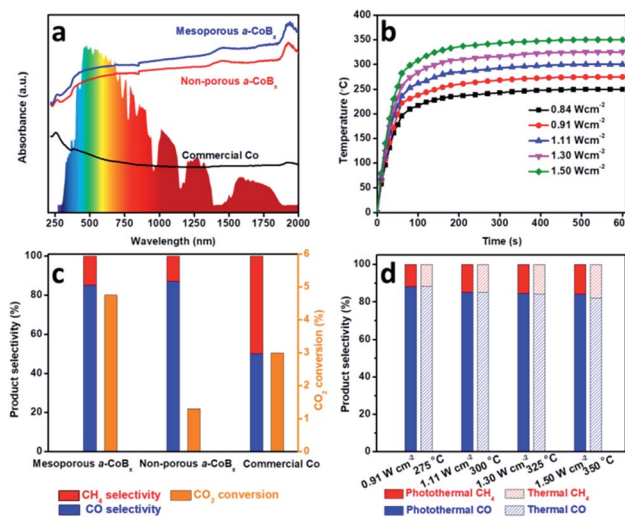 a
Mesoporous a-CoBx
Non-porous a-CoBx
Commercial Co
Absorbance (a.u.)
250 500 750 1000 1250 1500 1750 2000
Wavelength (nm)
b
400
350
300
250
200
150
100
50
0
Temperature (°C)
0.84 Wcm-2
0.91 Wcm-2
1.11 Wcm-2
1.30 Wcm-2
1.50 Wcm-2
0 100 200 300 400 500 600
Time (s)
c
100
80
60
40
20
0
Product selectivity (%)
6
5
4
3
2
1
0
CO2 conversion (%)
Mesoporous a-CoBx Non-porous a-CoBx Commercial Co
CH4 selectivity CO2 conversion
CO selectivity
d
100
80
60
40
20
0
Product selectivity (%)
0.91 W cm-2 275 °C 1.11 W cm-2 300 °C 1.30 W cm-2 325 °C 1.50 W cm-2 350 °C
Photothermal CH4 Thermal CH4
Photothermal CO Thermal CO